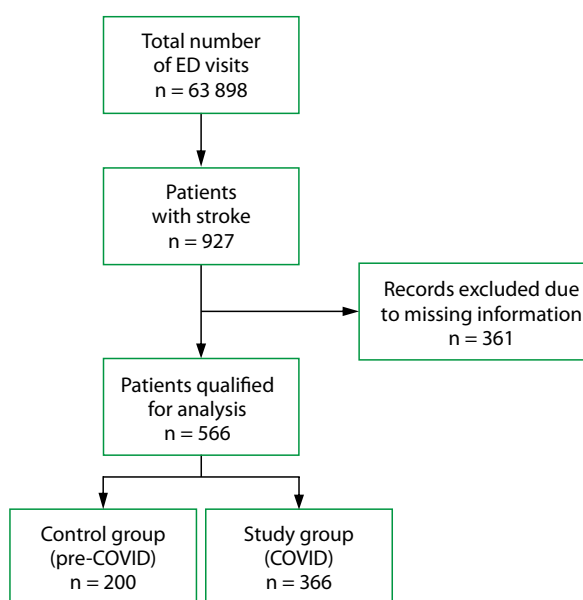 Total number
of ED visits
n = 63 898
Patients
with stroke
n = 927
Records excluded due
to missing information
n = 361
Patients qualified
for analysis
n = 566
Control group
(pre-COVID)
n = 200
Study group
(COVID)
n = 366